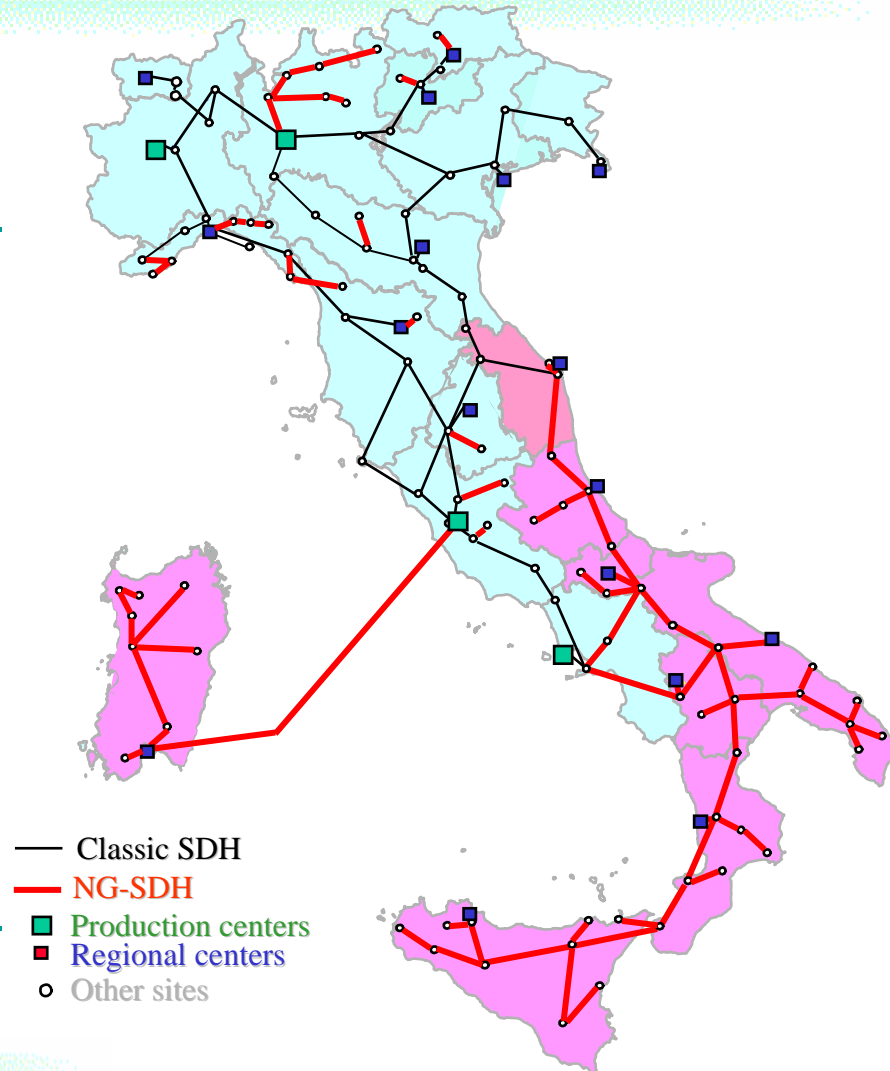 Classic SDH
NG-SDH
Production centers
Regional centers
Other sites